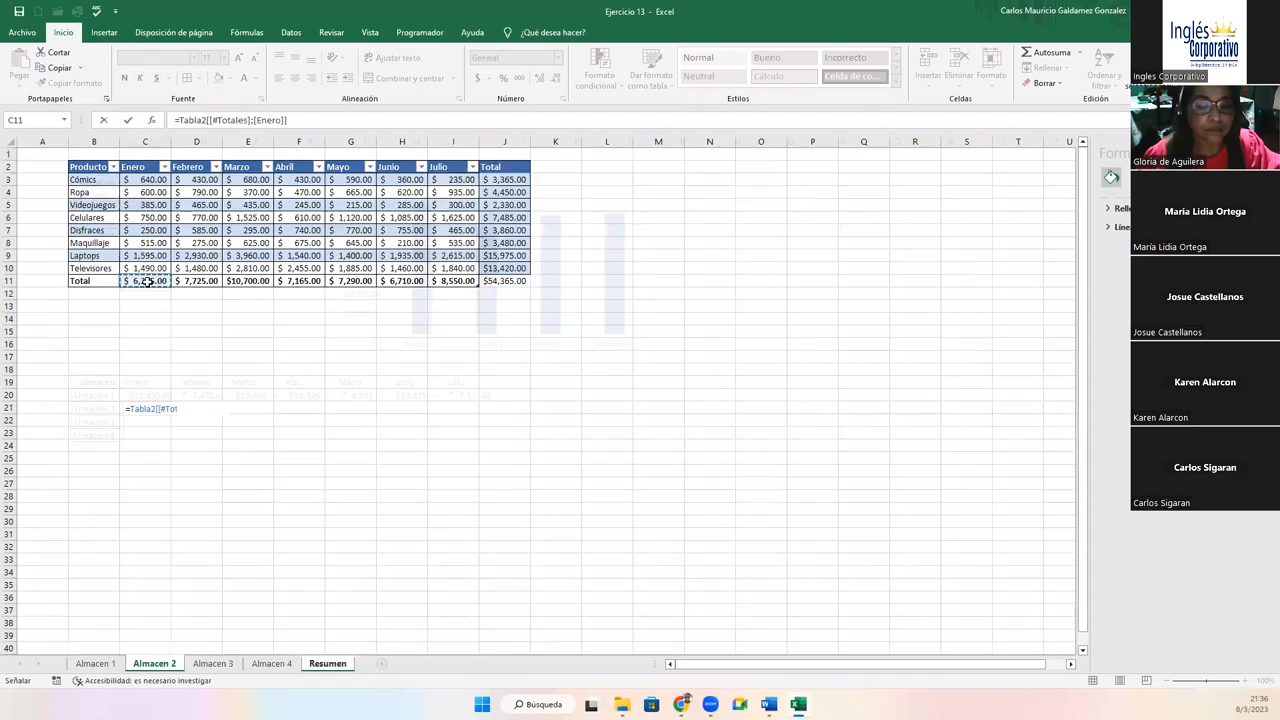 Ejercicio 13 - Excel
Carlos Mauricio Galdamez Gonzalez
Archivo Inicio Insertar Disposición de página Fórmulas Datos Revisar Vista Programador Ayuda ¿Qué desea hacer?
Pegar Cortar Copiar
Ajustar texto General
Combinar y centrar
Formato condicional Dar formato como tabla
Normal Bueno Incorrecto
Neutral Cálculo Celda de co...
Insertar Eliminar Formato
Autosuma Rellenar Borrar
Ordenar y
Portapapeles Fuente Alineación Número Estilos Celdas Edición
C11 =Tabla2[[#Totales];[Enero]]
A B C D E F G H I J K L M N O P Q R S T U
Producto Enero Febrero Marzo Abril Mayo Junio Julio Total
Cómics $ 640.00 $ 430.00 $ 680.00 $ 430.00 $ 590.00 $ 360.00 $ 235.00 $ 3,365.00
Ropa $ 600.00 $ 790.00 $ 370.00 $ 470.00 $ 665.00 $ 620.00 $ 935.00 $ 4,450.00
Videojuegos $ 385.00 $ 465.00 $ 435.00 $ 245.00 $ 215.00 $ 285.00 $ 300.00 $ 2,330.00
Celulares $ 750.00 $ 770.00 $ 1,525.00 $ 610.00 $ 1,120.00 $ 1,085.00 $ 1,625.00 $ 7,485.00
Disfraces $ 250.00 $ 585.00 $ 295.00 $ 740.00 $ 770.00 $ 755.00 $ 465.00 $ 3,860.00
Maquillaje $ 515.00 $ 275.00 $ 625.00 $ 675.00 $ 645.00 $ 210.00 $ 535.00 $ 3,480.00
Laptops $ 1,595.00 $ 2,930.00 $ 3,960.00 $ 1,540.00 $ 1,400.00 $ 1,935.00 $ 2,615.00 $15,975.00
Televisores $ 1,490.00 $ 1,480.00 $ 2,810.00 $ 2,455.00 $ 1,885.00 $ 1,460.00 $ 1,840.00 $13,420.00
Total $ 7,725.00 $10,700.00 $ 7,165.00 $ 7,290.00 $ 6,710.00 $ 8,550.00 $54,365.00
=Tabla2[[#Tot
Almacen 1 Almacen 2 Almacen 3 Almacen 4 Resumen
Señalar Accesibilidad: es necesario investigar 100%
Búsqueda
21:36
8/3/2023
Inglés Corporativo
Ingles Corporativo
Gloria de Aguilera
María Lidia Ortega
María Lidia Ortega
Josue Castellanos
Josue Castellanos
Karen Alarcon
Karen Alarcon
Carlos Sigaran
Carlos Sigaran